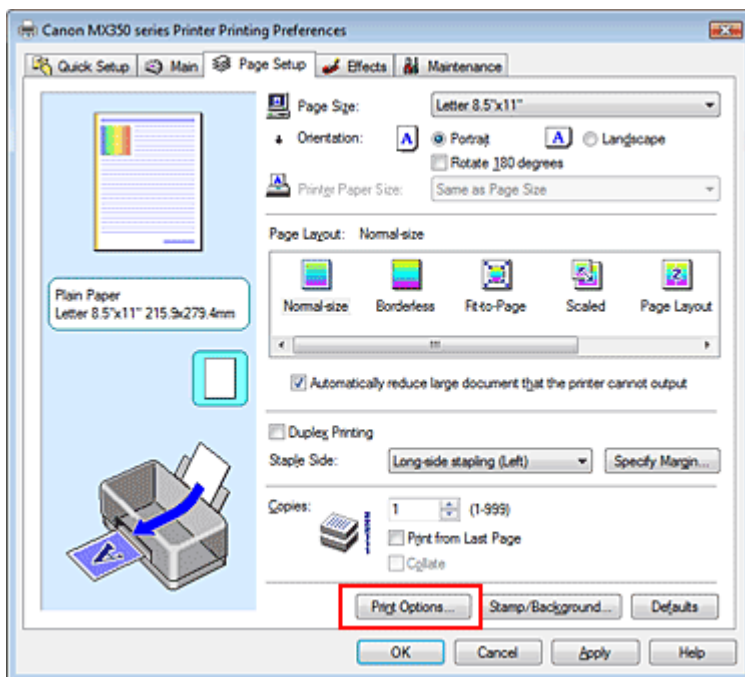 Canon MX350 series Printer Printing Preferences
Quick Setup Main Page Setup Effects Maintenance
Page Size: Letter 8.5"x11"
Orientation: A Portrait A Landscape
Rotate 180 degrees
Printer Paper Size: Same as Page Size
Page Layout: Normal-size
Normal-size Borderless Fit-to-Page Scaled Page Layout
Plain Paper
Letter 8.5"x11" 215.9x279.4mm
Automatically reduce large document that the printer cannot output
Duplex Printing
Staple Side: Long-side stapling (Left) Specify Margin...
Copies: 1 (1-999)
Print from Last Page
Collate
Print Options... Stamp/Background... Defaults
OK Cancel Apply Help